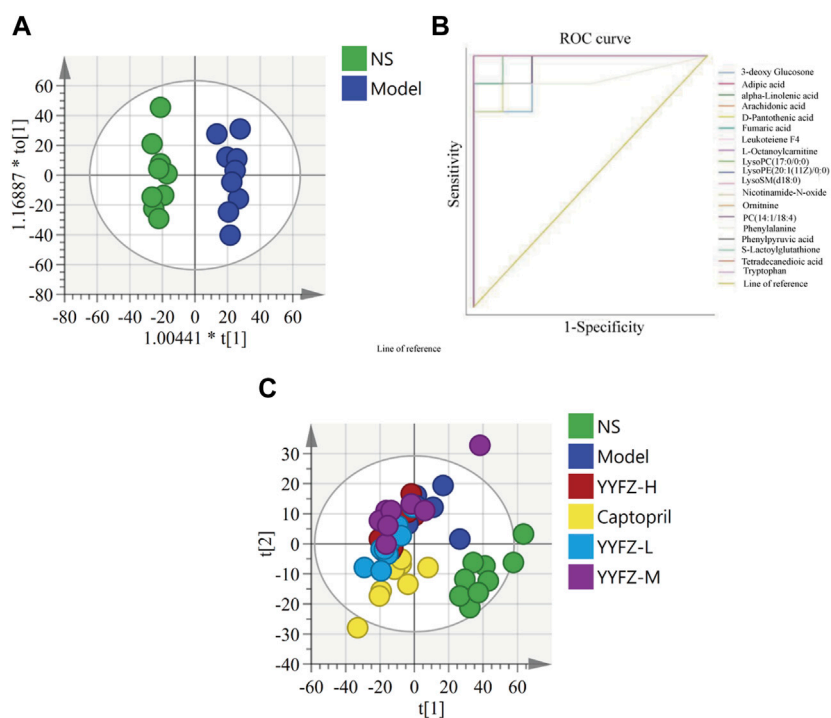 A
NS
Model
60
40
20
0
-20
-40
-60
-80
-80 -60 -40 -20 0 20 40 60 80
1.16887 * to[1]
1.00441 * t[1]
B
ROC curve
Sensitivity
1-Specificity
3-deoxy Glucosone
Adipic acid
alpha-Linolenic Acid
Arachidonic acid
D-Pantothenic acid
Fumaric acid
Leukoteiene F4
L-Octanoylcarnitine
LysoPC(17:0/0:0)
LysoPE(20:1(11Z)/0;0)
LysoSM(d18:0)
Nicotinamide-N-oxide
Ornitnine
PC(14:1/18:4)
Phenylalanine
Phenylpyruvic acid
S-Lactoylglutathione
Tetradecanedioic acid
Tryptophan
Line of reference
Line of reference
C
NS
Model
YYFZ-H
Captopril
YYFZ-L
YYFZ-M
30
20
10
0
-10
-20
-30
-40
-60 -40 -20 0 20 40 60
t[2]
t[1]